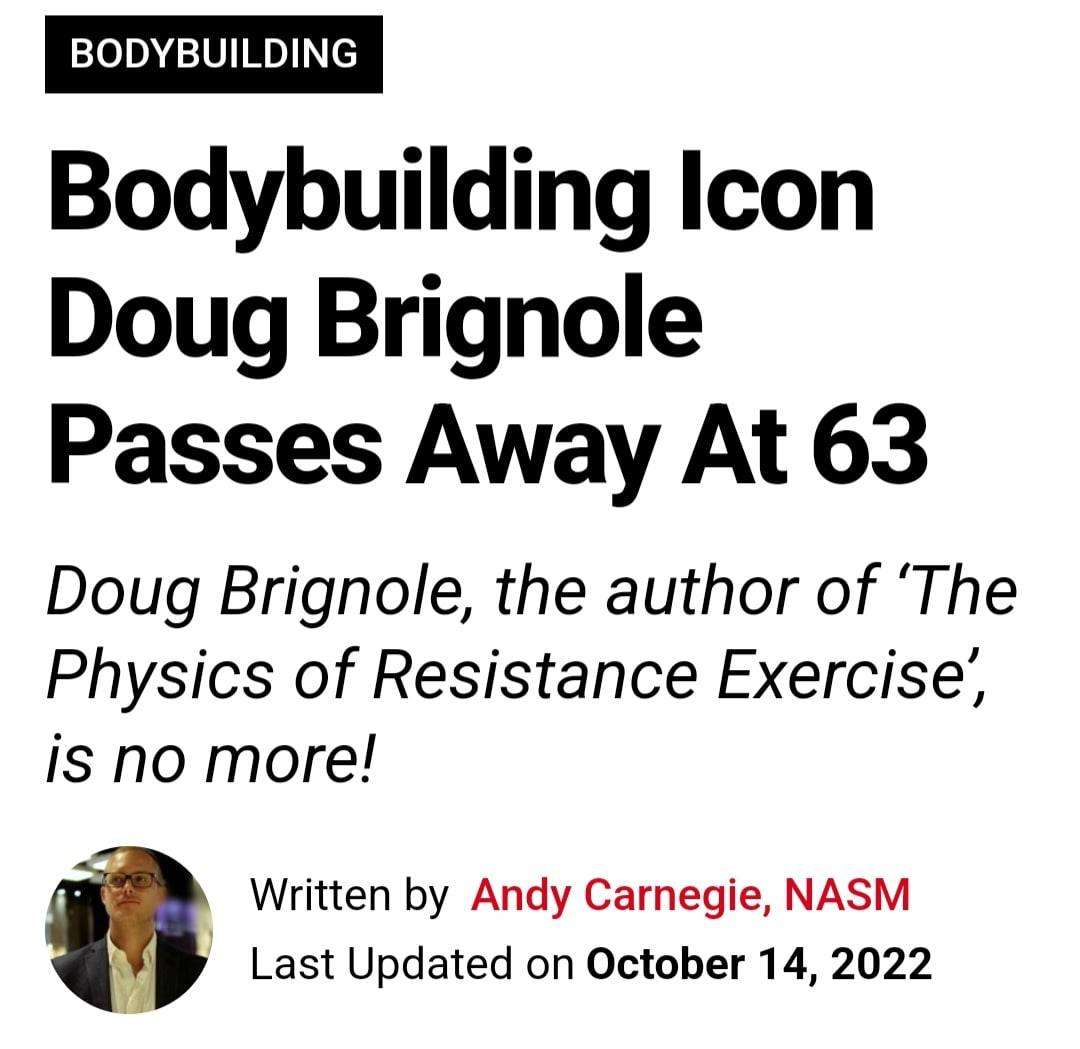 BODYBUILDING
Bodybuilding Icon
Doug Brignole
Passes Away At 63
Doug Brignole, the author of ‘The
Physics of Resistance Exercise’,
is no more!
Written by Andy Carnegie, NASM
Last Updated on October 14, 2022